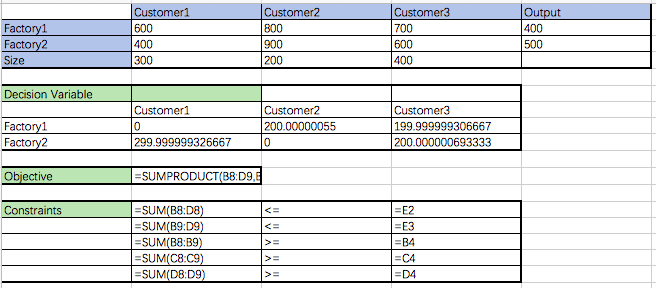 Customer1 Customer2 Customer3 Output
Factory1 600 800 700 400
Factory2 400 900 600 500
Size 300 200 400
Decision Variable
Customer1 Customer2 Customer3
Factory1 0 200.00000055 199.999999306667
Factory2 299.999999326667 0 200.000000693333
Objective =SUMPRODUCT(B8:D9,
Constraints =SUM(B8:D8) <= =E2
=SUM(B9:D9) <= =E3
=SUM(B8:B9) >= =B4
=SUM(C8:C9) >= =C4
=SUM(D8:D9) >= =D4